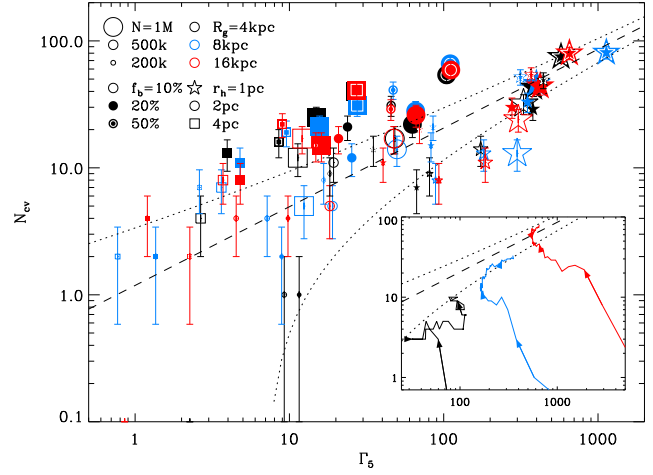 100.0
10.0
1.0
0.1
N_cv
N=1M
500k
200k
f_b=10%
20%
50%
R_g=4kpc
8kpc
16kpc
r_h=1pc
2pc
4pc
100
10
1
100
1000
1
10
100
1000
Γ_5